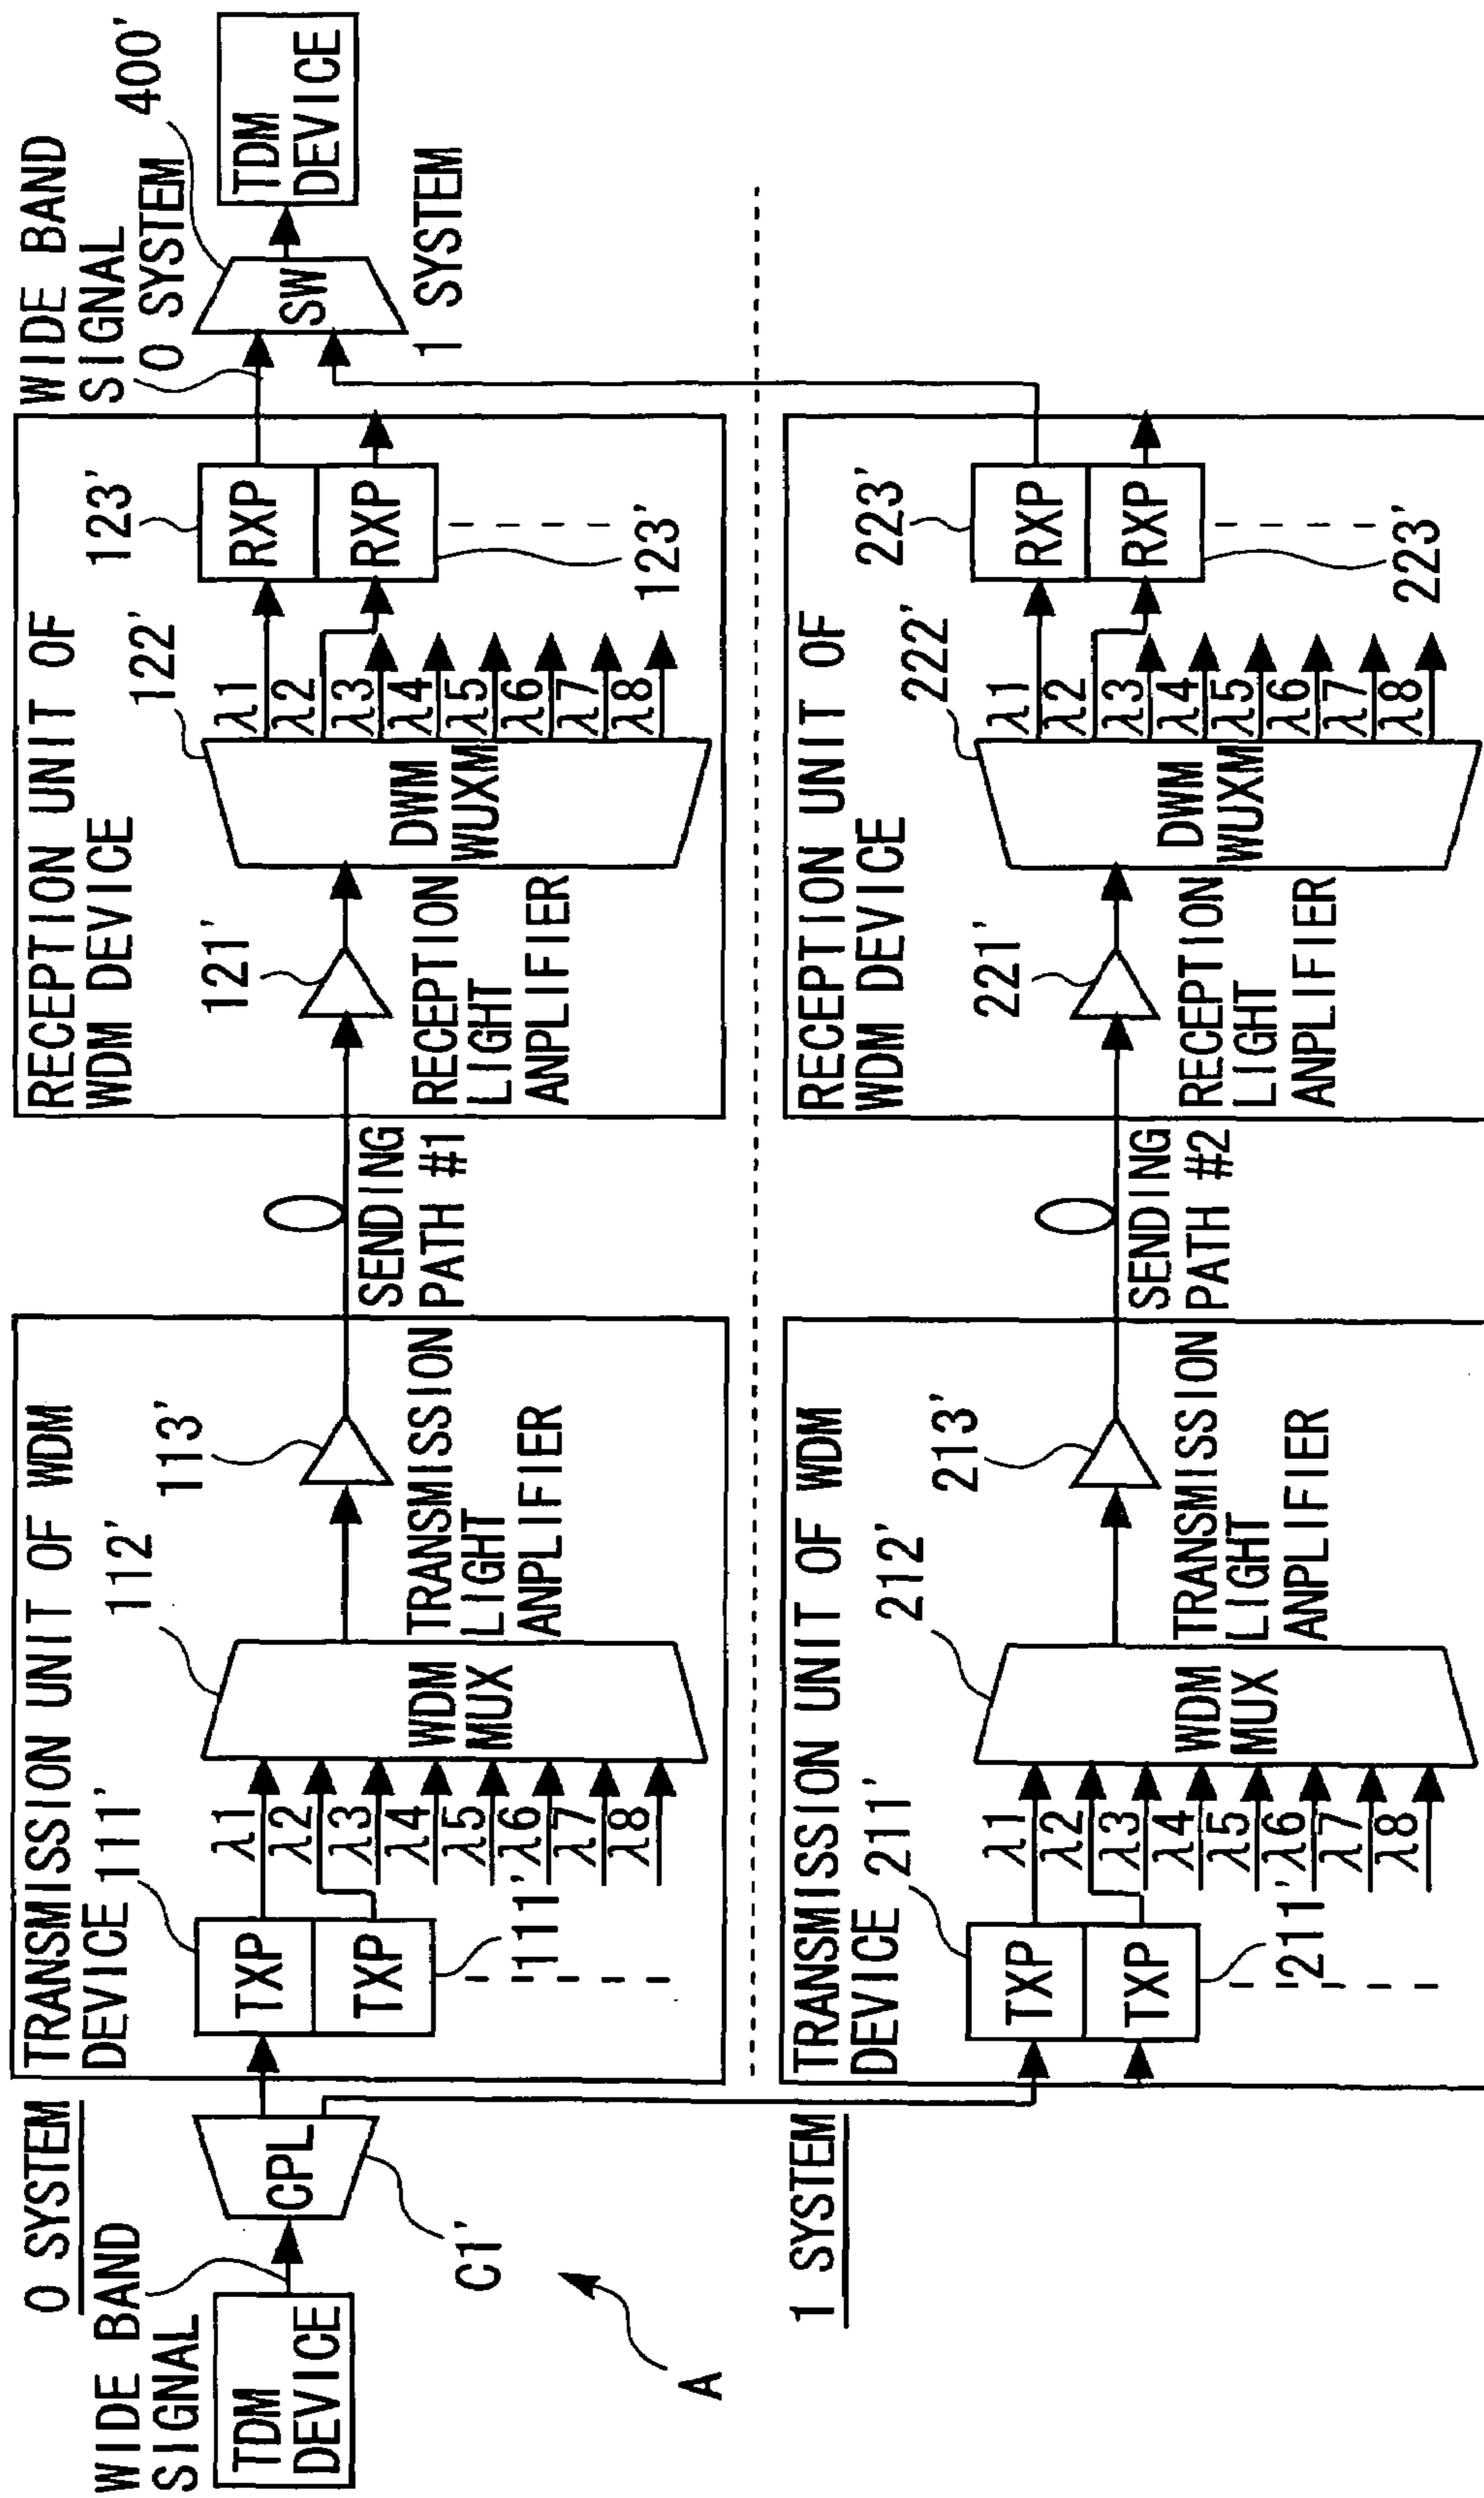 0 SYSTEM
WIDE BAND
SIGNAL
TDM
DEVICE
CPL
C1'
A
TRANSMISSION UNIT OF WDM
DEVICE
111'
TXP
TXP
111'
λ1
λ2
λ3
λ4
λ5
λ6
λ7
λ8
112'
WDM
MUX
113'
TRANSMISSION
LIGHT
ANPLIFIER
SENDING
PATH #1
RECEPTION UNIT OF
WDM DEVICE
121'
RECEPTION
LIGHT
ANPLIFIER
122'
DWM
WUXM
λ1
λ2
λ3
λ4
λ5
λ6
λ7
λ8
123'
RXP
RXP
123'
WIDE BAND
SIGNAL
0 SYSTEM
400'
SW
1 SYSTEM
TDM
DEVICE
1 SYSTEM
TRANSMISSION UNIT OF WDM
DEVICE
211'
TXP
TXP
211'
λ1
λ2
λ3
λ4
λ5
λ6
λ7
λ8
212'
WDM
MUX
213'
TRANSMISSION
LIGHT
ANPLIFIER
SENDING
PATH #2
RECEPTION UNIT OF
WDM DEVICE
221'
RECEPTION
LIGHT
ANPLIFIER
222'
DWM
WUXM
λ1
λ2
λ3
λ4
λ5
λ6
λ7
λ8
223'
RXP
RXP
223'